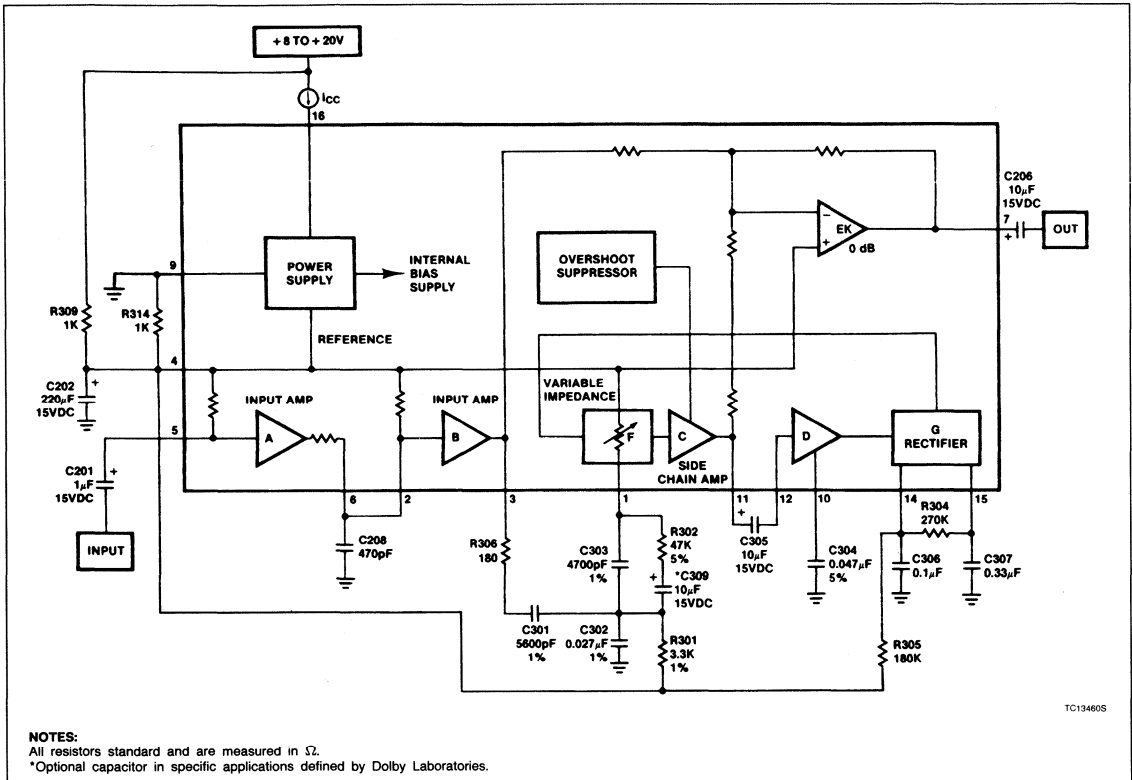 +8 TO +20V
ICC
16
C206
10µF
15VDC
7
+
OUT
EK
−
+
0 dB
9
POWER
SUPPLY
INTERNAL
BIAS
SUPPLY
OVERSHOOT
SUPPRESSOR
R309
1K
R314
1K
REFERENCE
4
C202
220µF
15VDC
+
VARIABLE
IMPEDANCE
INPUT AMP
INPUT AMP
5
A
B
F
C
D
G
RECTIFIER
SIDE
CHAIN AMP
C201
1µF
15VDC
+
6
2
3
1
11
12
10
14
15
INPUT
C208
470pF
R306
180
C303
4700pF
1%
R302
47K
5%
+
*C309
10µF
15VDC
+
C305
10µF
15VDC
C304
0.047µF
5%
R304
270K
C306
0.1µF
C307
0.33µF
C301
5600pF
1%
C302
0.027µF
1%
R301
3.3K
1%
R305
180K
TC13460S
NOTES:
All resistors standard and are measured in Ω.
*Optional capacitor in specific applications defined by Dolby Laboratories.